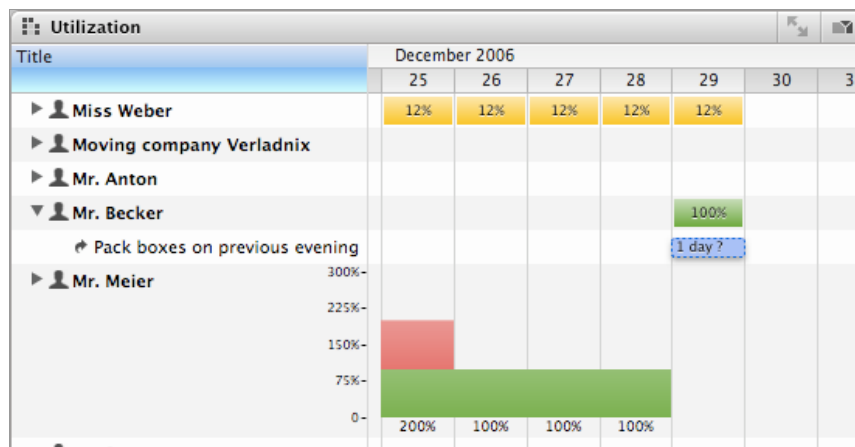 Utilization
Title
December 2006
25 26 27 28 29 30 3
Miss Weber 12% 12% 12% 12% 12%
Moving company Verladnix
Mr. Anton
Mr. Becker 100%
Pack boxes on previous evening 1 day ?
Mr. Meier 300%-
225%-
150%-
75%-
0-
200% 100% 100% 100%